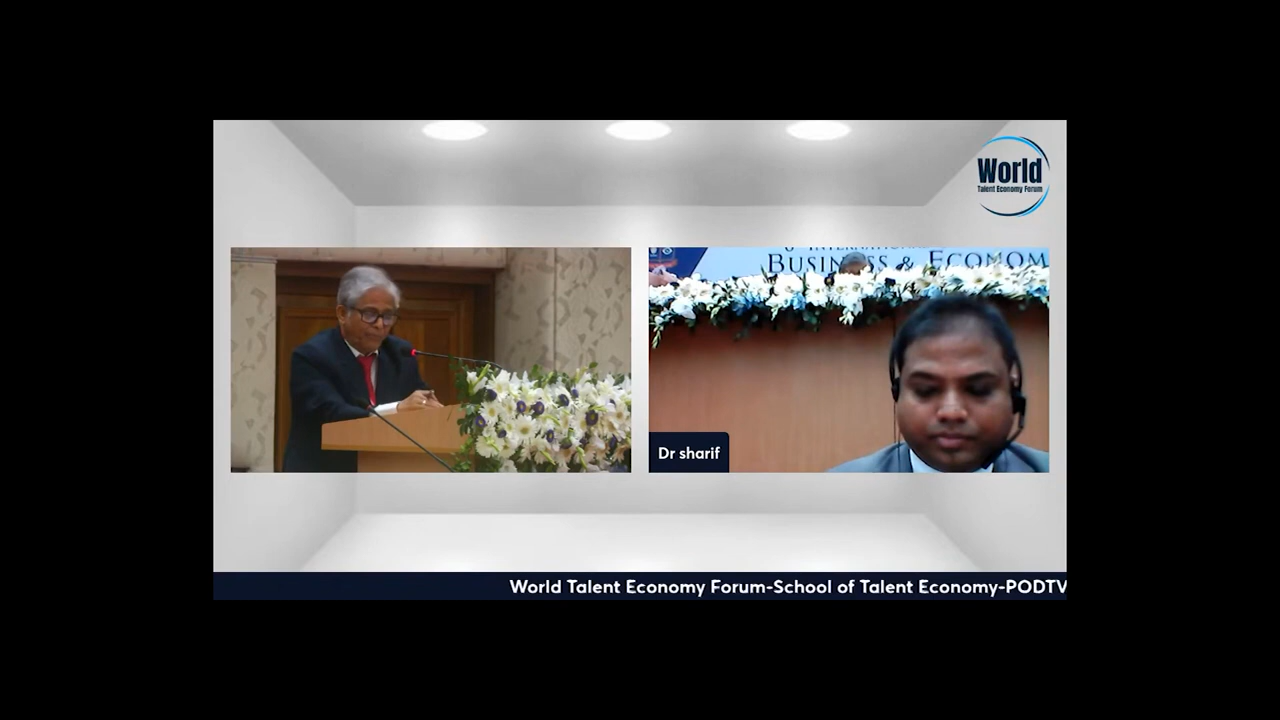 World
Talent Economy Forum
BUSINESS & ECONOM
Dr sharif
World Talent Economy Forum-School of Talent Economy-PODTV